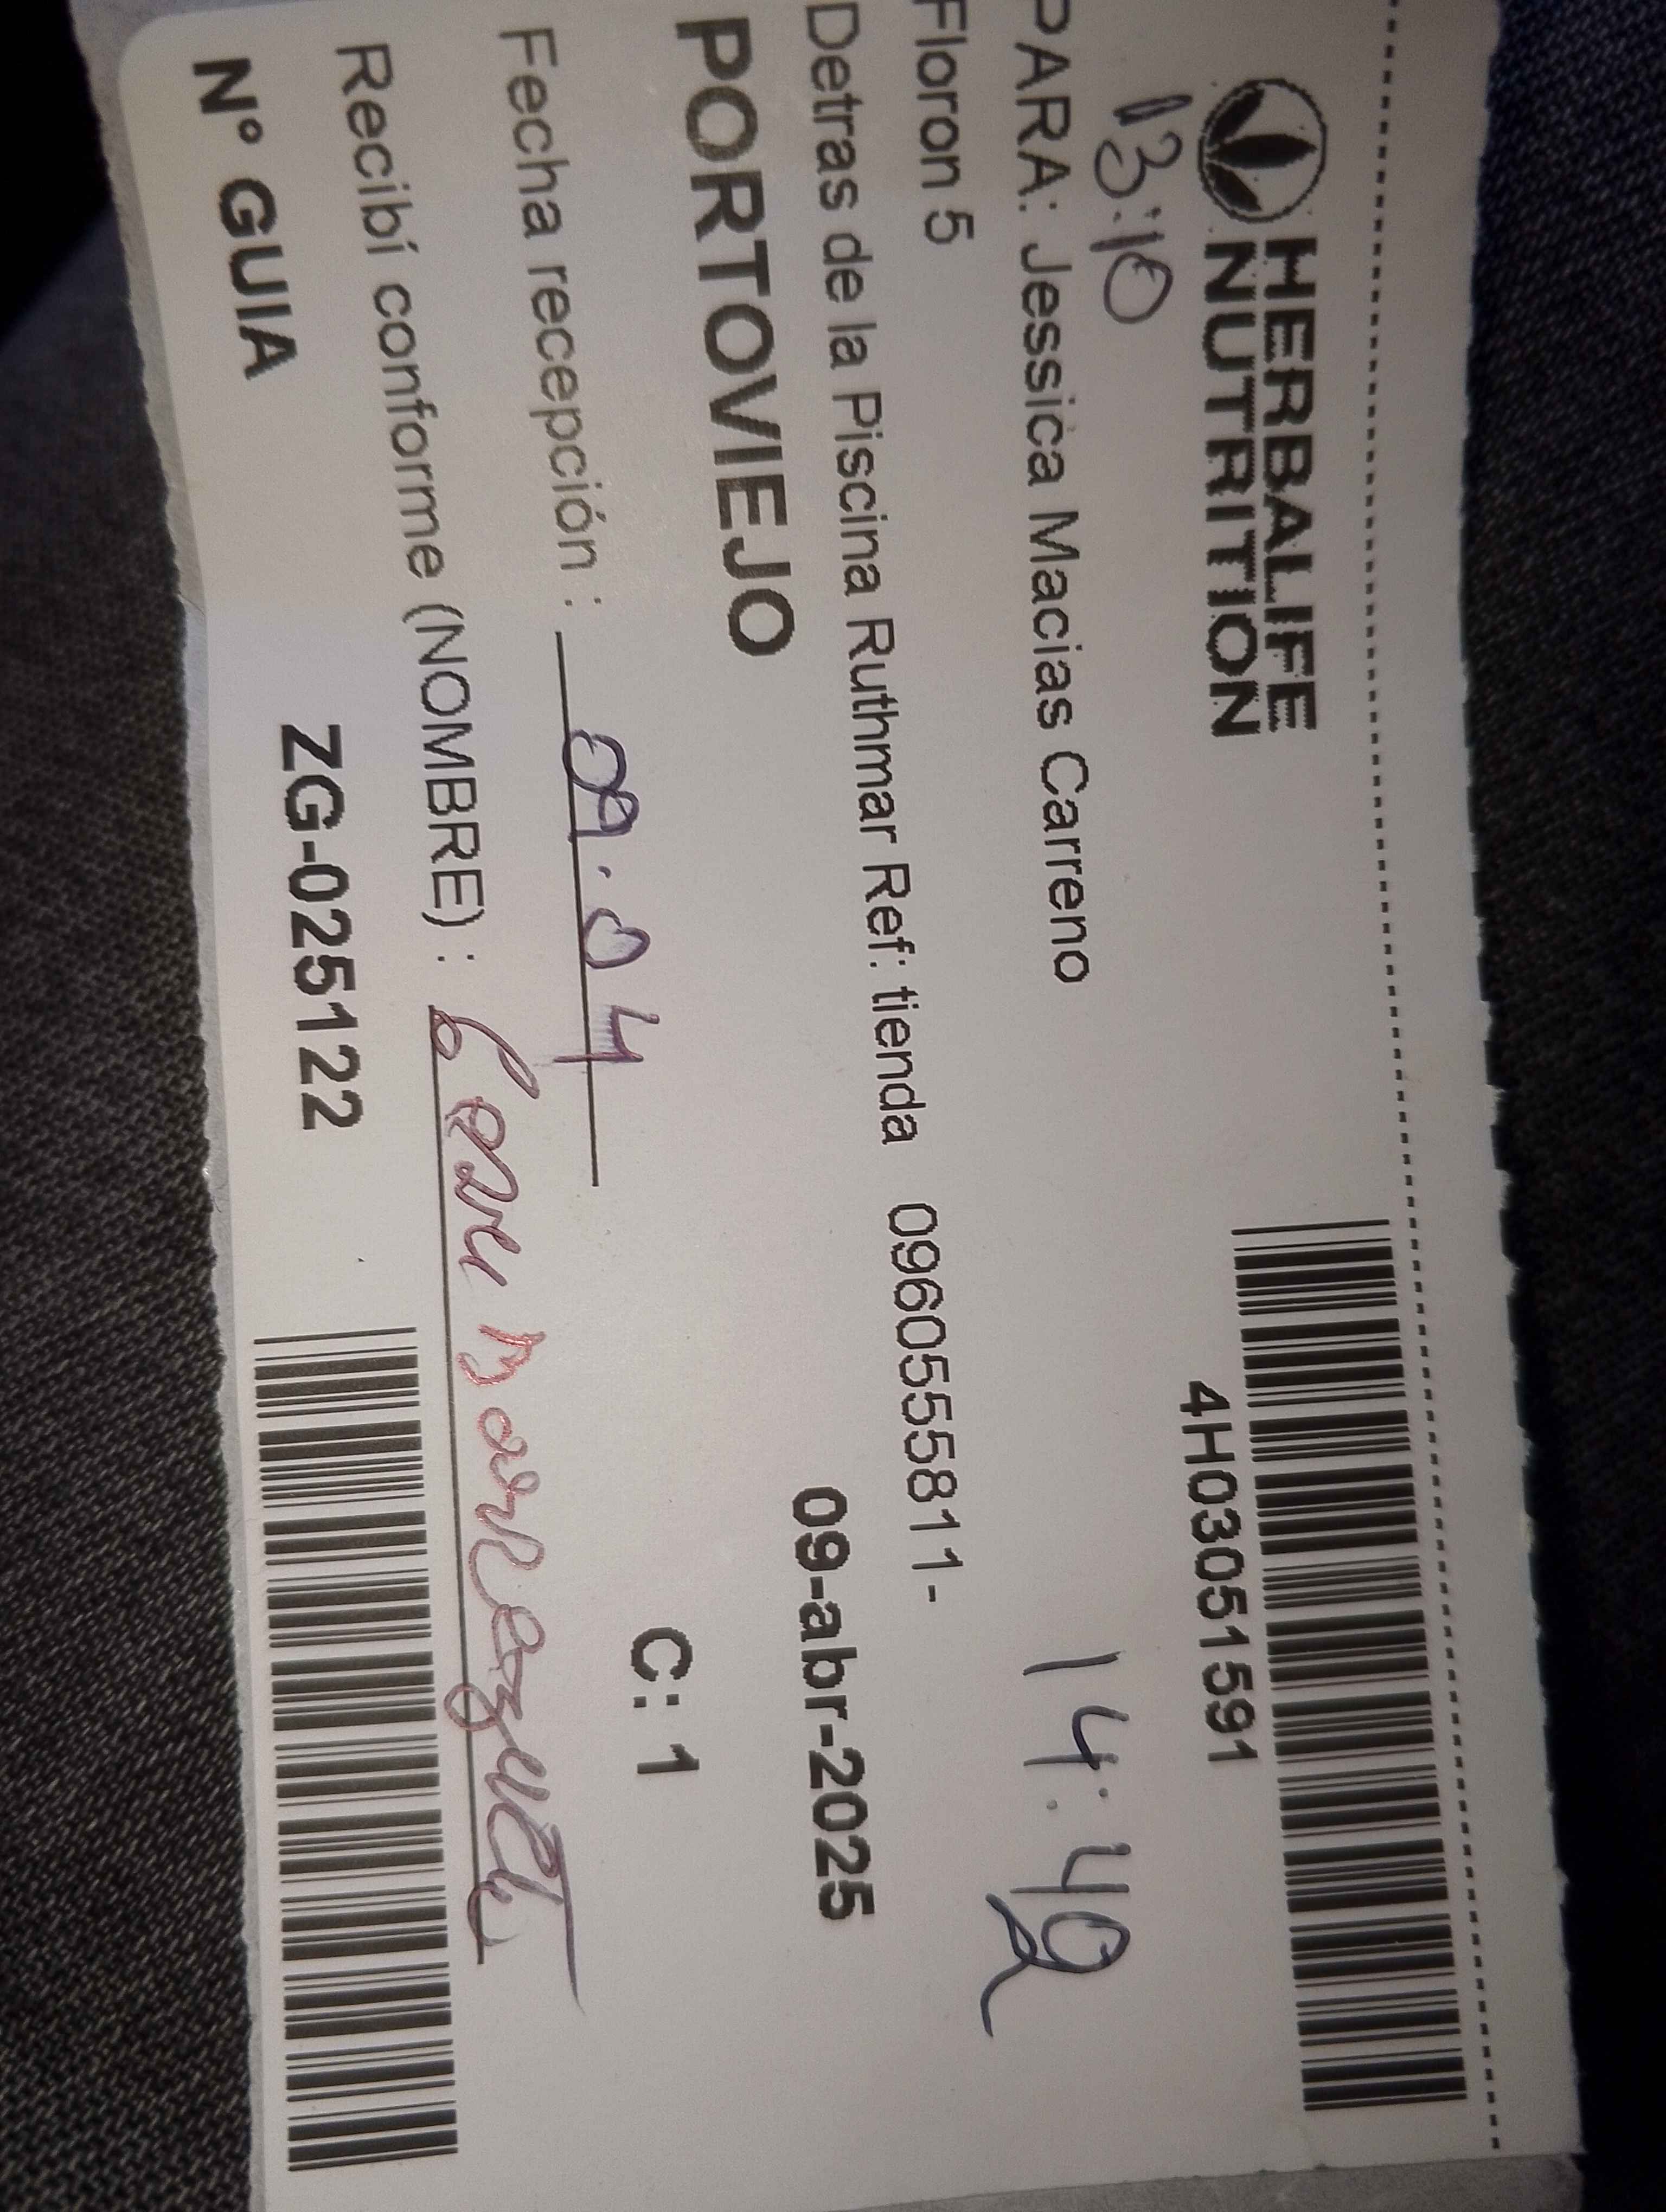 HERBALIFE
NUTRITION
4H03051591
13:10
PARA: Jessica Macias Carreno
14:42
Floron 5
Detras de la Piscina Ruthmar Ref: tienda 0960555811-
PORTOVIEJO
09-abr-2025
Fecha recepción : 09.04
C: 1
Recibí conforme (NOMBRE) :
N° GUIA ZG-025122